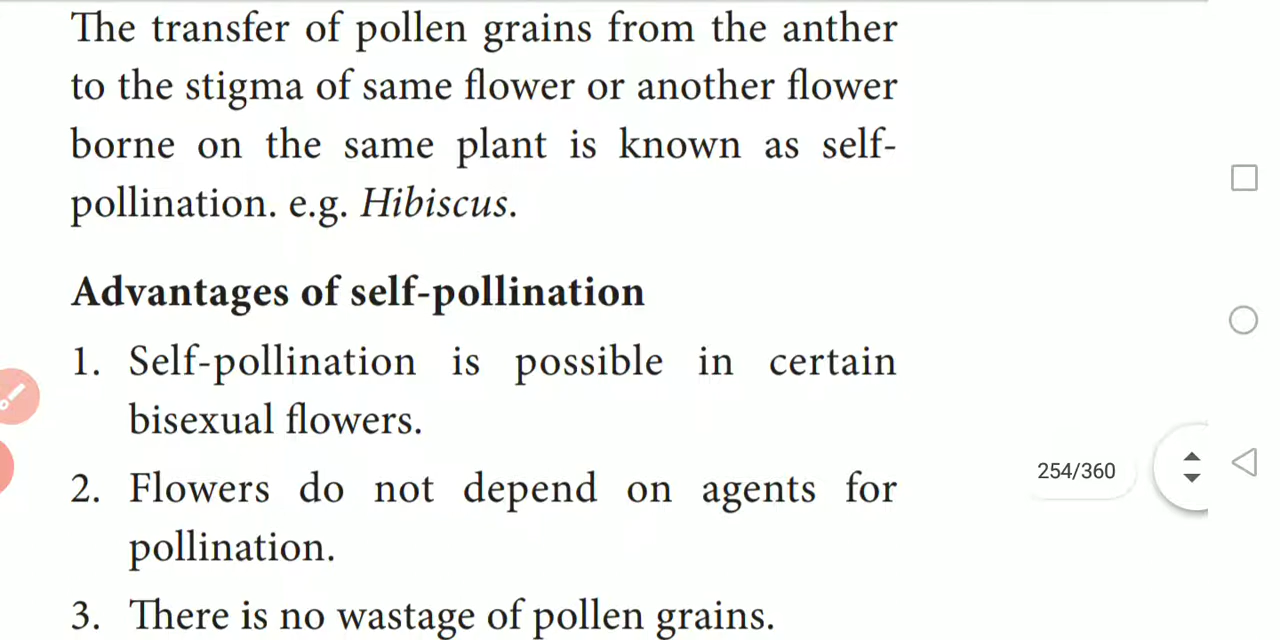 The transfer of pollen grains from the anther
to the stigma of same flower or another flower
borne on the same plant is known as self-
pollination. e.g. Hibiscus.
Advantages of self-pollination
1. Self-pollination is possible in certain
bisexual flowers.
2. Flowers do not depend on agents for
pollination.
3. There is no wastage of pollen grains.
254/360